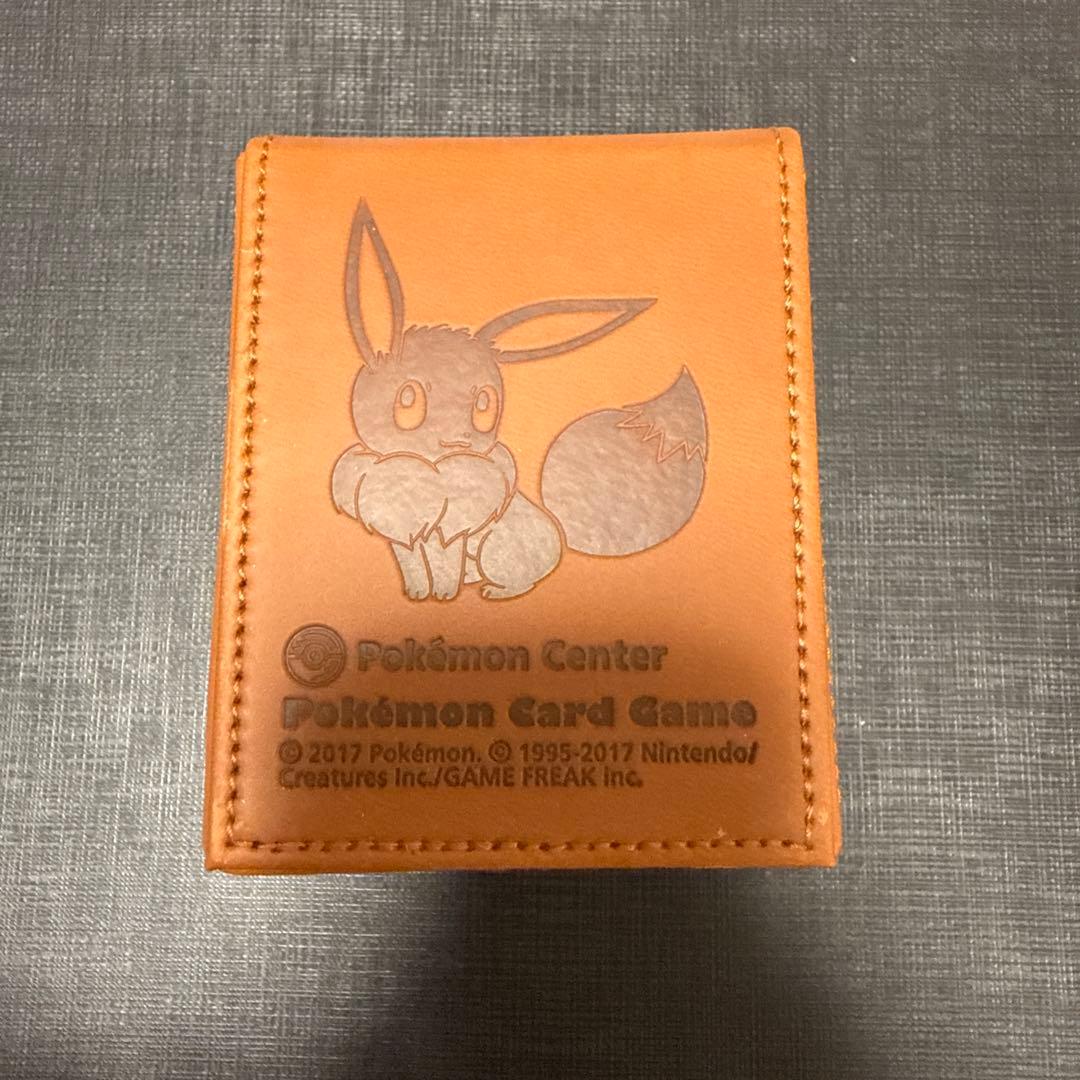 Pokémon Center
Pokémon Card Game
© 2017 Pokémon. © 1995-2017 Nintendo/
Creatures Inc./GAME FREAK inc.